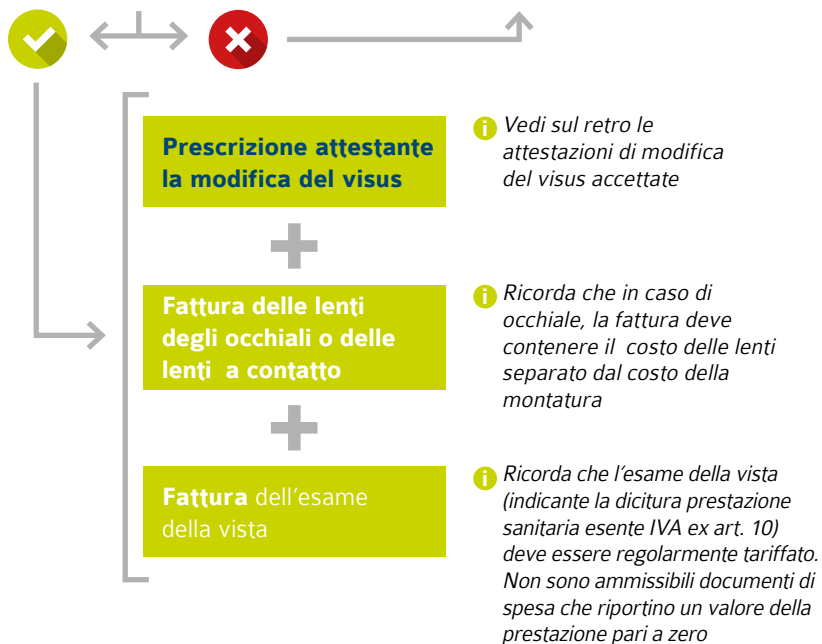 Prescrizione attestante
la modifica del visus
i Vedi sul retro le
attestazioni di modifica
del visus accettate
Fattura delle lenti
degli occhiali o delle
lenti a contatto
i Ricorda che in caso di
occhiale, la fattura deve
contenere il costo delle lenti
separato dal costo della
montatura
Fattura dell'esame
della vista
i Ricorda che l'esame della vista
(indicante la dicitura prestazione
sanitaria esente IVA ex art. 10)
deve essere regolarmente tariffato.
Non sono ammissibili documenti di
spesa che riportino un valore della
prestazione pari a zero